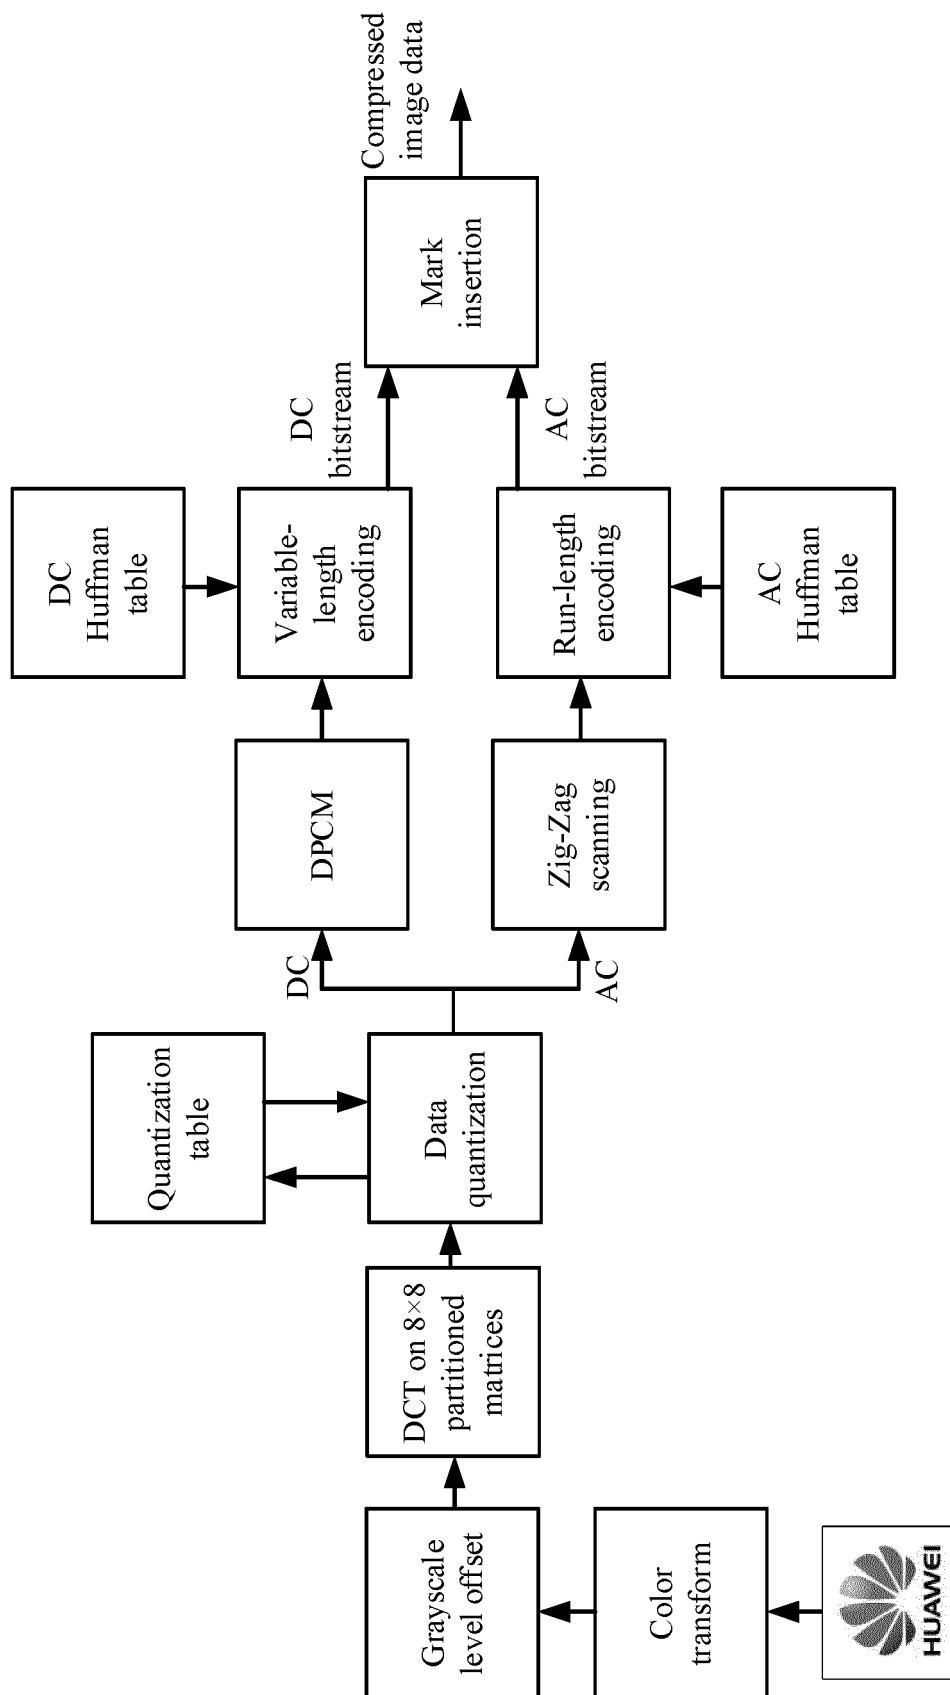 HUAWEI
Color
transform
Grayscale
level offset
DCT on 8×8
partitioned
matrices
Data
quantization
Quantization
table
DC
AC
DPCM
Zig-Zag
scanning
DC
Huffman
table
Variable-
length
encoding
Run-length
encoding
AC
Huffman
table
DC
bitstream
AC
bitstream
Mark
insertion
Compressed
image data